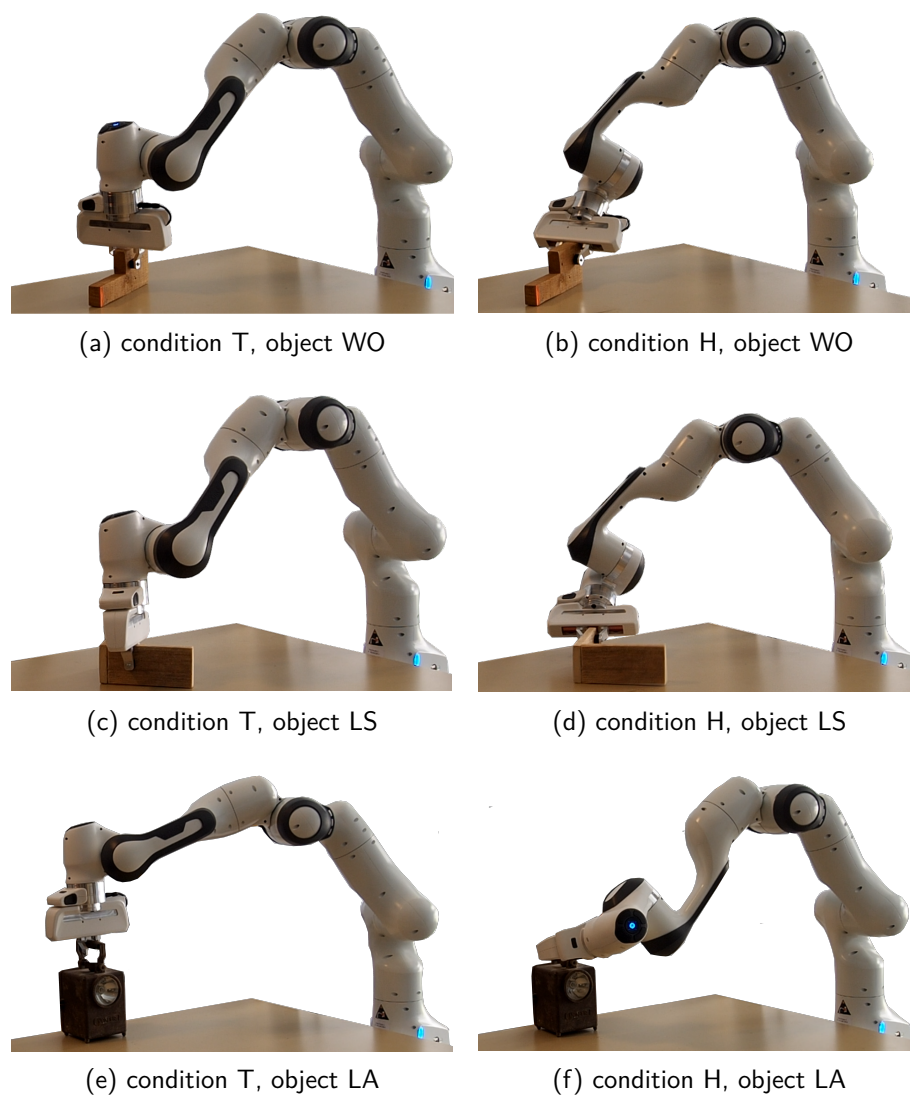 (a) condition T, object WO
(b) condition H, object WO
(c) condition T, object LS
(d) condition H, object LS
(e) condition T, object LA
(f) condition H, object LA